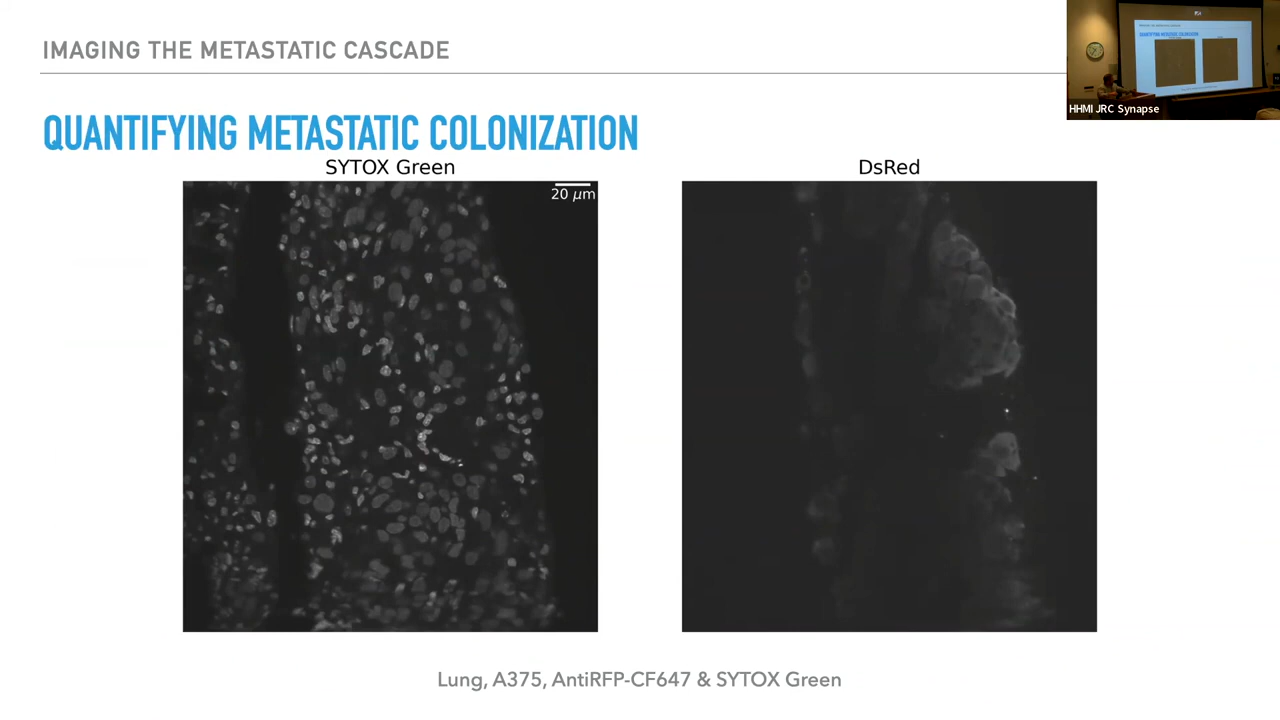 IMAGING THE METASTATIC CASCADE
HHMI JRC Synapse
QUANTIFYING METASTATIC COLONIZATION
SYTOX Green
DsRed
20 μm
Lung, A375, AntiRFP-CF647 & SYTOX Green